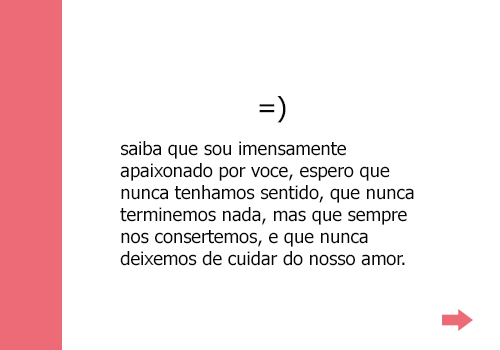 =)
saiba que sou imensamente
apaixonado por voce, espero que
nunca tenhamos sentido, que nunca
terminemos nada, mas que sempre
nos consertemos, e que nunca
deixemos de cuidar do nosso amor.